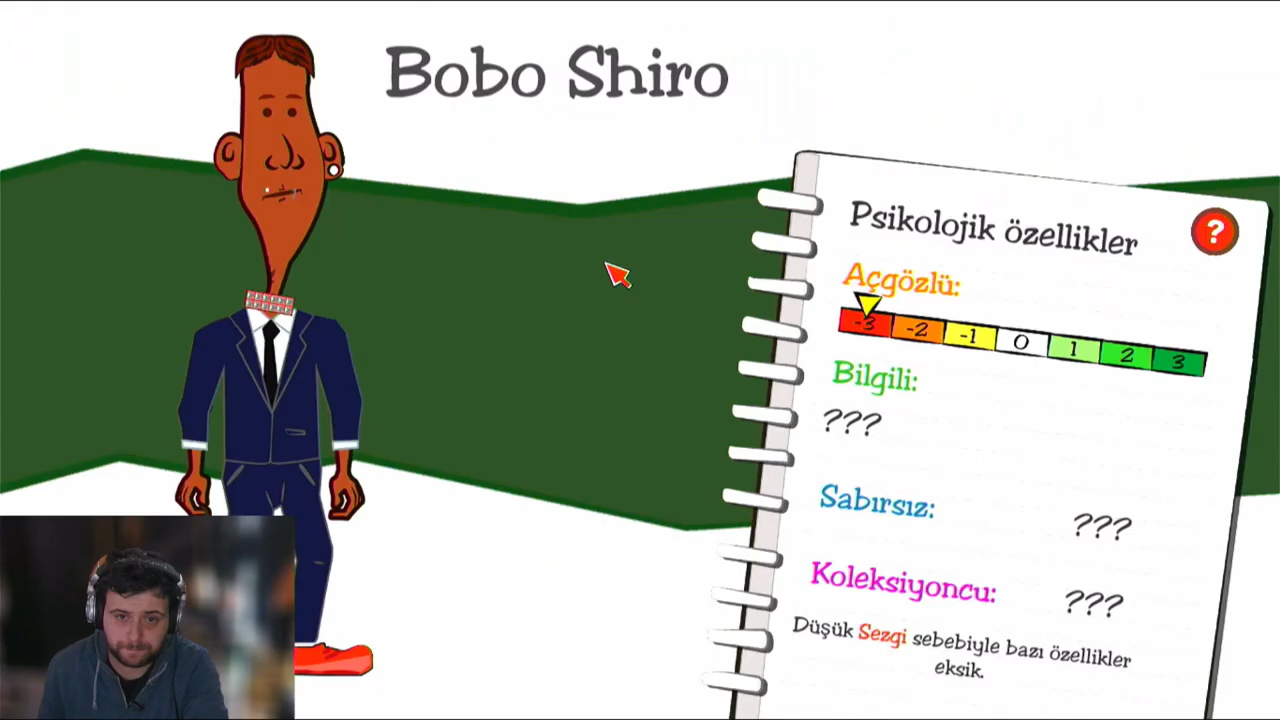 Bobo Shiro
Psikolojik özellikler
?
Açgözlü:
-3 -2 -1 0 1 2 3
Bilgili:
???
Sabırsız: ???
Koleksiyoncu: ???
Düşük Sezgi sebebiyle bazı özellikler
eksik.